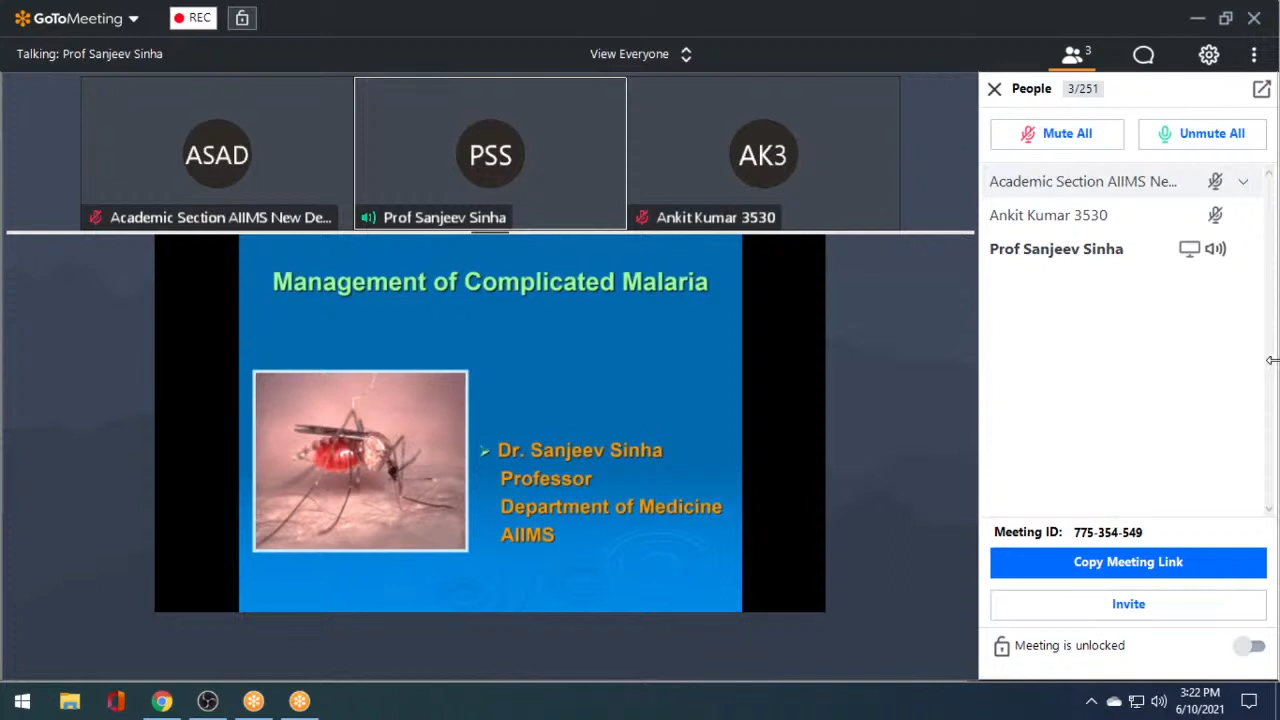 GoToMeeting
REC
Talking: Prof Sanjeev Sinha
View Everyone
3
ASAD
PSS
AK3
Academic Section AIIMS New De...
Prof Sanjeev Sinha
Ankit Kumar 3530
People 3/251
Mute All
Unmute All
Academic Section AIIMS Ne...
Ankit Kumar 3530
Prof Sanjeev Sinha
Management of Complicated Malaria
Dr. Sanjeev Sinha
Professor
Department of Medicine
AIIMS
Meeting ID: 775-354-549
Copy Meeting Link
Invite
Meeting is unlocked
3:22 PM
6/10/2021